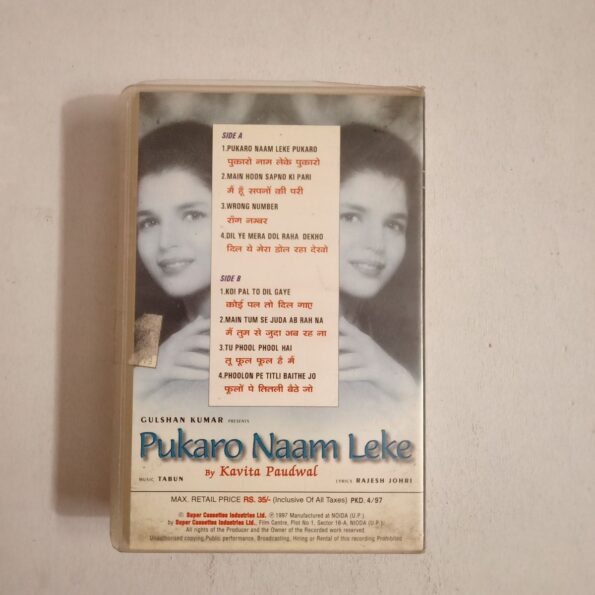 SIDE A
1.PUKARO NAAM LEKE PUKARO
पुकारो नाम लेके पुकारो
2.MAIN HOON SAPNO KI PARI
मैं हूँ सपनों की परी
3.WRONG NUMBER
राँग नम्बर
4.DIL YE MERA DOL RAHA DEKHO
दिल ये मेरा डोल रहा देखो
SIDE B
1.KOI PAL TO DIL GAYE
कोई पल तो दिल गाए
2.MAIN TUM SE JUDA AB RAH NA
मैं तुम से जुदा अब रह ना
3.TU PHOOL PHOOL HAI
तू फूल फूल है मैं
4.PHOOLON PE TITLI BAITHE JO
फूलों पे तितली बैठे जो
GULSHAN KUMAR PRESENTS
Pukaro Naam Leke
By Kavita Paudwal
MUSIC TABUN
LYRICS RAJESH JOHRI
MAX. RETAIL PRICE RS. 35/- (Inclusive Of All Taxes) PKD. 4/97
© Super Cassettes Industries Ltd. ℗ 1997 Manufactured at NOIDA (U.P.)
by Super Cassettes Industries Ltd., Film Centre, Plot No 1, Sector 16-A, NOIDA (U.P.)
All rights of the Producer and the Owner of the Recorded work reserved.
Unauthorised copying,Public performance, Broadcasting, Hiring or Rental of this recording Prohibited